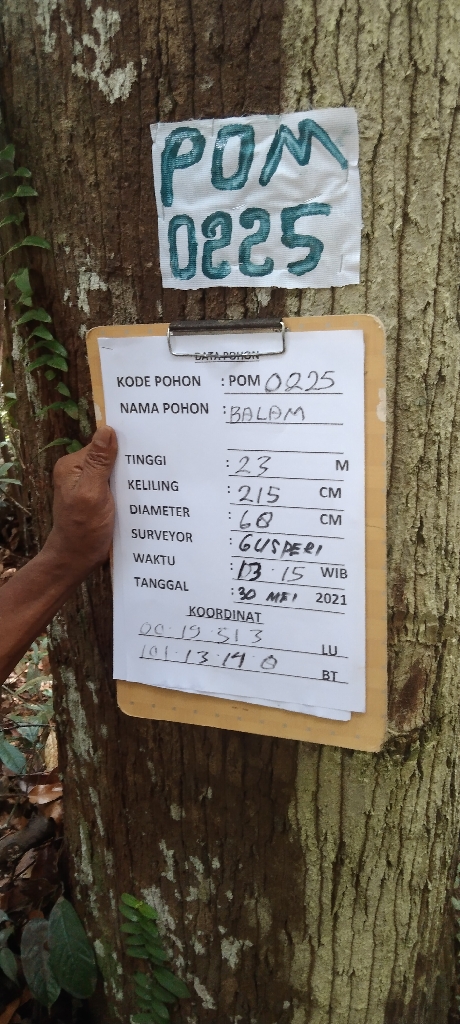 POM
0225
DATA POHON
KODE POHON : POM 0225
NAMA POHON : BALAM
TINGGI : 23 M
KELILING : 215 CM
DIAMETER : 68 CM
SURVEYOR : GUSPERI
WAKTU : 13 15 WIB
TANGGAL : 30 MEI 2021
KOORDINAT
00 19 51 3 LU
101 13 14 0 BT